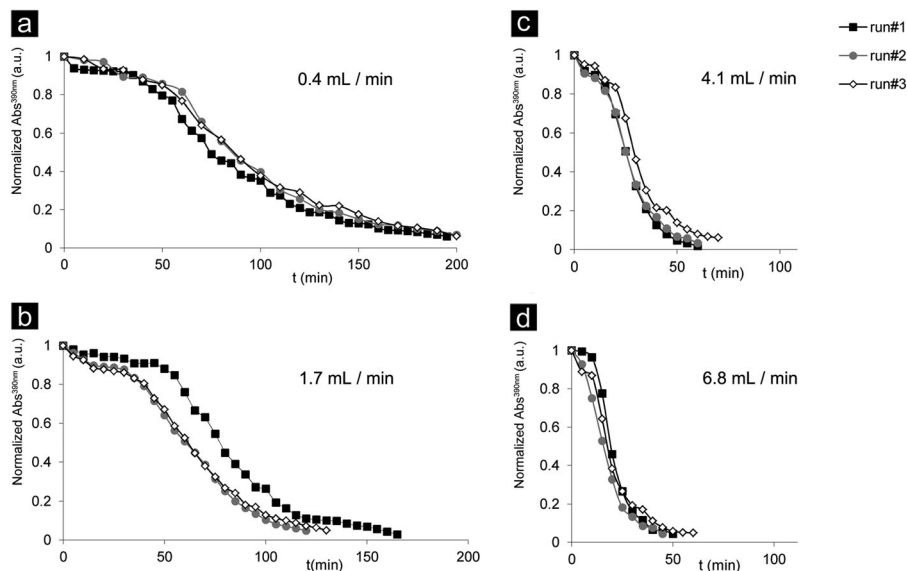 a
Normalized Abs390nm (a.u.)
1
0.8
0.6
0.4
0.2
0
0 50 100 150 200
t (min)
0.4 mL / min
c
Normalized Abs390nm (a.u.)
1
0.8
0.6
0.4
0.2
0
0 50 100
t (min)
4.1 mL / min
run#1
run#2
run#3
b
Normalized Abs390nm (a.u.)
1
0.8
0.6
0.4
0.2
0
0 50 100 150 200
t(min)
1.7 mL / min
d
Normalized Abs390nm (a.u.)
1
0.8
0.6
0.4
0.2
0
0 50 100
t (min)
6.8 mL / min